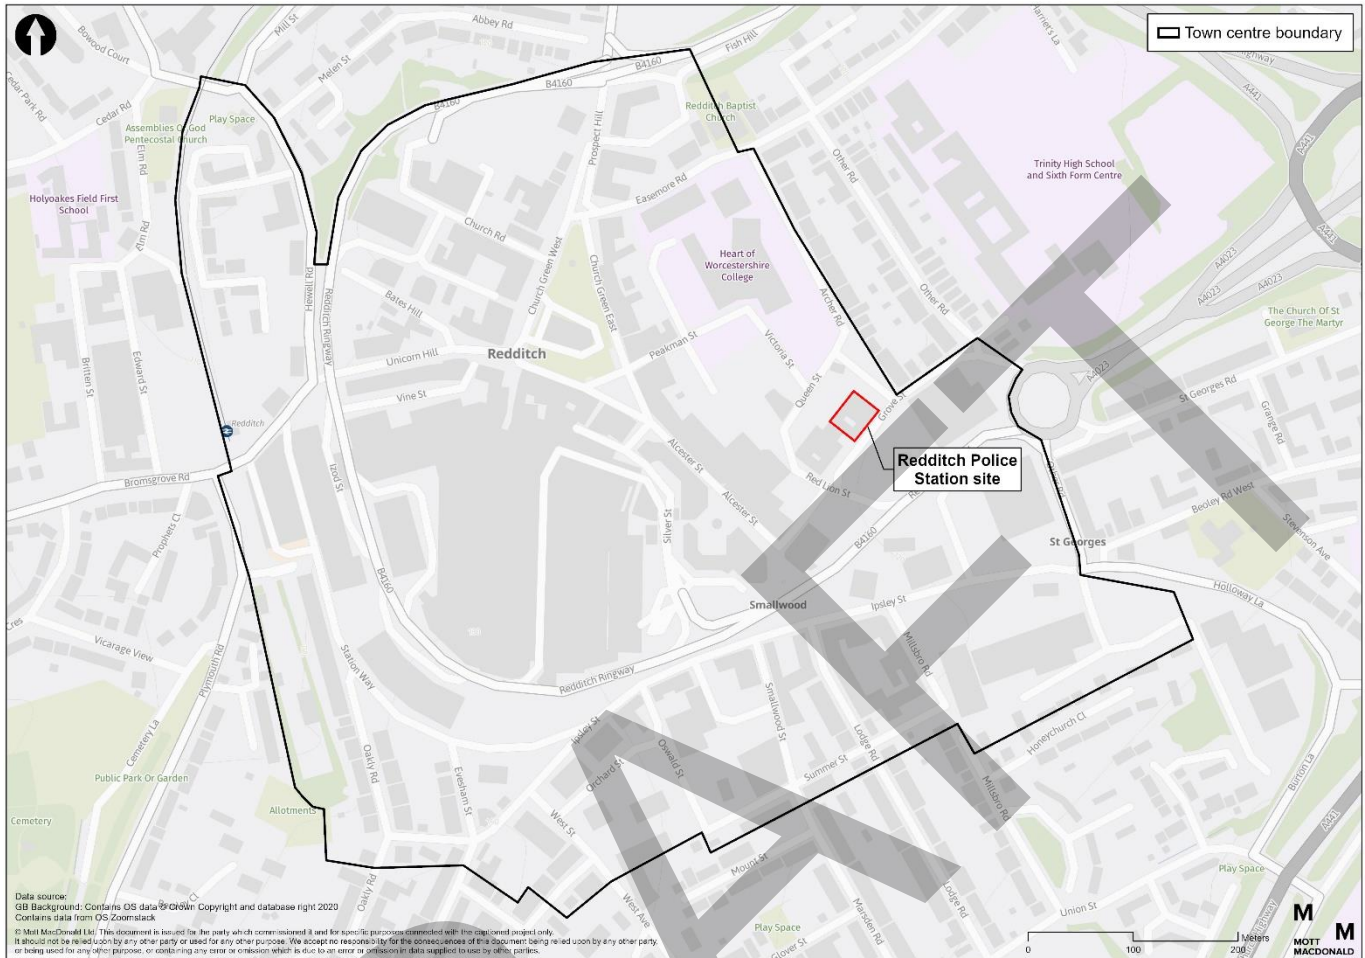 Town centre boundary
Abbey Rd
Mill St
Bowood Court
Melen St
Fish Hill
B4160
B4160
B4160
Cedar Park Rd
Cedar Rd
Play Space
Assemblies Of God
Pentecostal Church
Redditch Baptist
Church
Prospect Hill
A441
A441
A441
Elm Rd
Elm Rd
Other Rd
Trinity High School
and Sixth Form Centre
Holyoakes Field First
School
Easemore Rd
Church Rd
Church Green West
Church Green East
Heart of
Worcestershire
College
A4023
A4023
A4023
Hewell Rd
Redditch Ringway
Bates Hill
Archer Rd
Other Rd
The Church Of St
George The Martyr
Unicorn Hill
Redditch
Peakman St
Victoria St
Queen St
Britten St
Edward St
Vine St
St Georges Rd
Grange Rd
Grove St
Redditch
Redditch Police
Station site
Alcester St
Alcester St
Red Lion St
Bromsgrove Rd
Izod St
Silver St
Beoley Rd West
Stevenson Ave
Prophets Cl
B4160
B4160
St Georges
Holloway La
Smallwood
Ipsley St
Millsbro Rd
Vicarage View
Plymouth Rd
Station Way
Redditch Ringway
Smallwood St
Lodge Rd
Honeychurch Cl
Cemetery La
Ipsley St
Orchard St
Oswald St
Summer St
Oakly Rd
Evesham St
Millsbro Rd
Burton La
Public Park Or Garden
Allotments
Cemetery
West St
Mount St
A441
Play Space
Oakly Rd
West Ave
Lodge Rd
Marsden Rd
Union St
Play Space
Glover St
Data source:
GB Background: Contains OS data © Crown Copyright and database right 2020
Contains data from OS Zoomstack
© Mott MacDonald Ltd. This document is issued for the party which commissioned it and for specific purposes connected with the captioned project only.
It should not be relied upon by any other party or used for any other purpose. We accept no responsibility for the consequences of this document being relied upon by any other party,
or being used for any other purpose, or containing any error or omission which is due to an error or omission in data supplied to use by other parties.
0 100 200 Meters
M
M
MOTT
MACDONALD